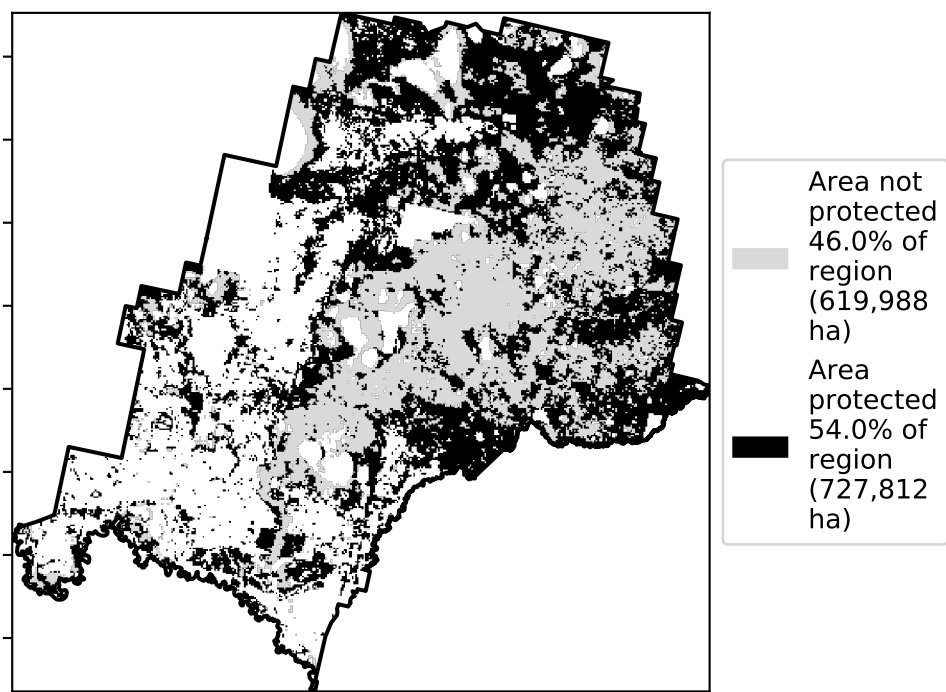 Area not
protected
46.0% of
region
(619,988
ha)
Area
protected
54.0% of
region
(727,812
ha)